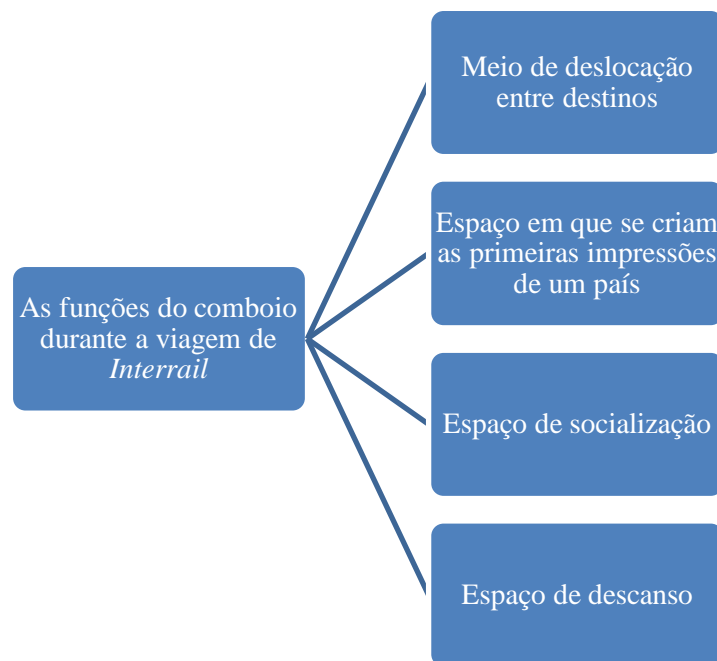 Meio de deslocação
entre destinos
Espaço em que se criam
as primeiras impressões
de um país
As funções do comboio
durante a viagem de
Interrail
Espaço de socialização
Espaço de descanso